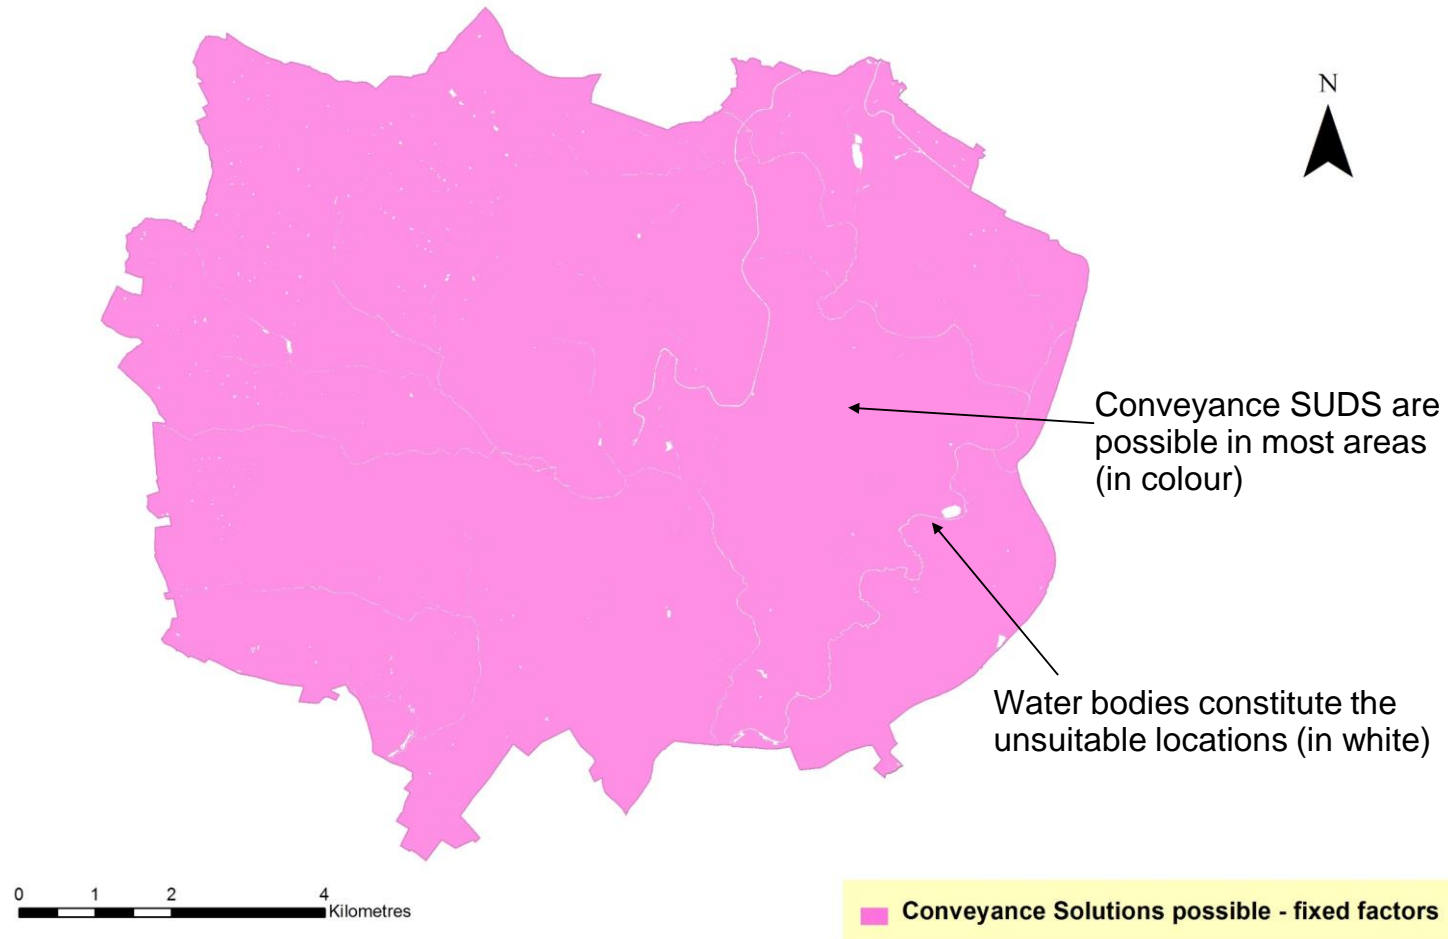 N
Conveyance SUDS are
possible in most areas
(in colour)
Water bodies constitute the
unsuitable locations (in white)
0 1 2 4
Kilometres
Conveyance Solutions possible - fixed factors